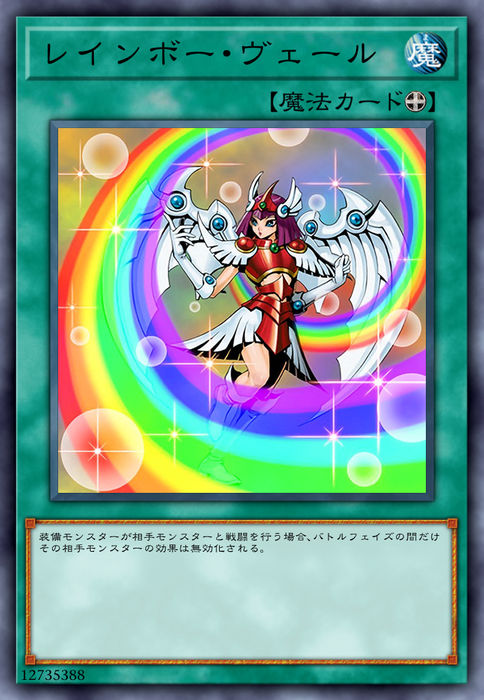 レインボー・ヴェール
魔
【魔法カード】
装備モンスターが相手モンスターと戦闘を行う場合、バトルフェイズの間だけ
その相手モンスターの効果は無効化される。
12735388